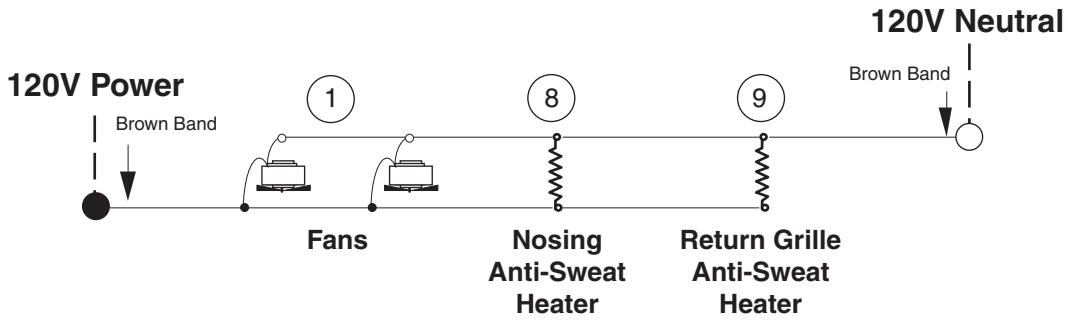 120V Neutral
120V Power
Brown Band
Brown Band
1
8
9
Fans
Nosing
Anti-Sweat
Heater
Return Grille
Anti-Sweat
Heater